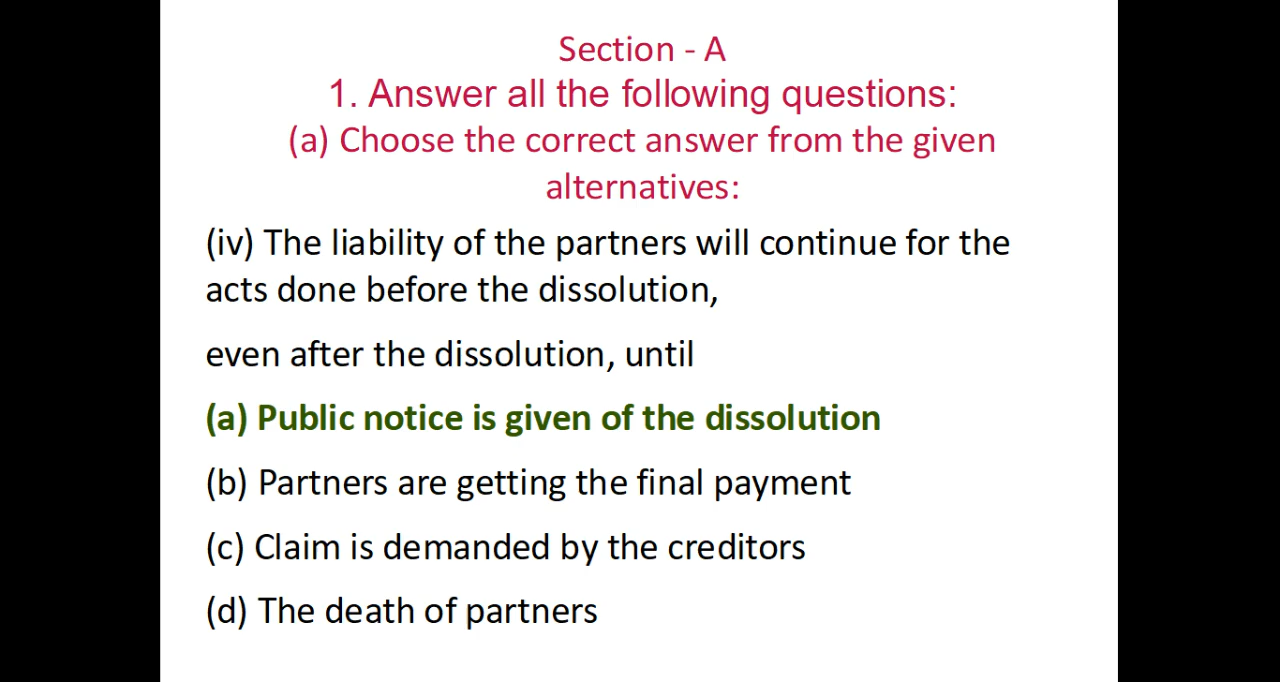 Section - A
1. Answer all the following questions:
(a) Choose the correct answer from the given
alternatives:
(iv) The liability of the partners will continue for the
acts done before the dissolution,
even after the dissolution, until
(a) Public notice is given of the dissolution
(b) Partners are getting the final payment
(c) Claim is demanded by the creditors
(d) The death of partners